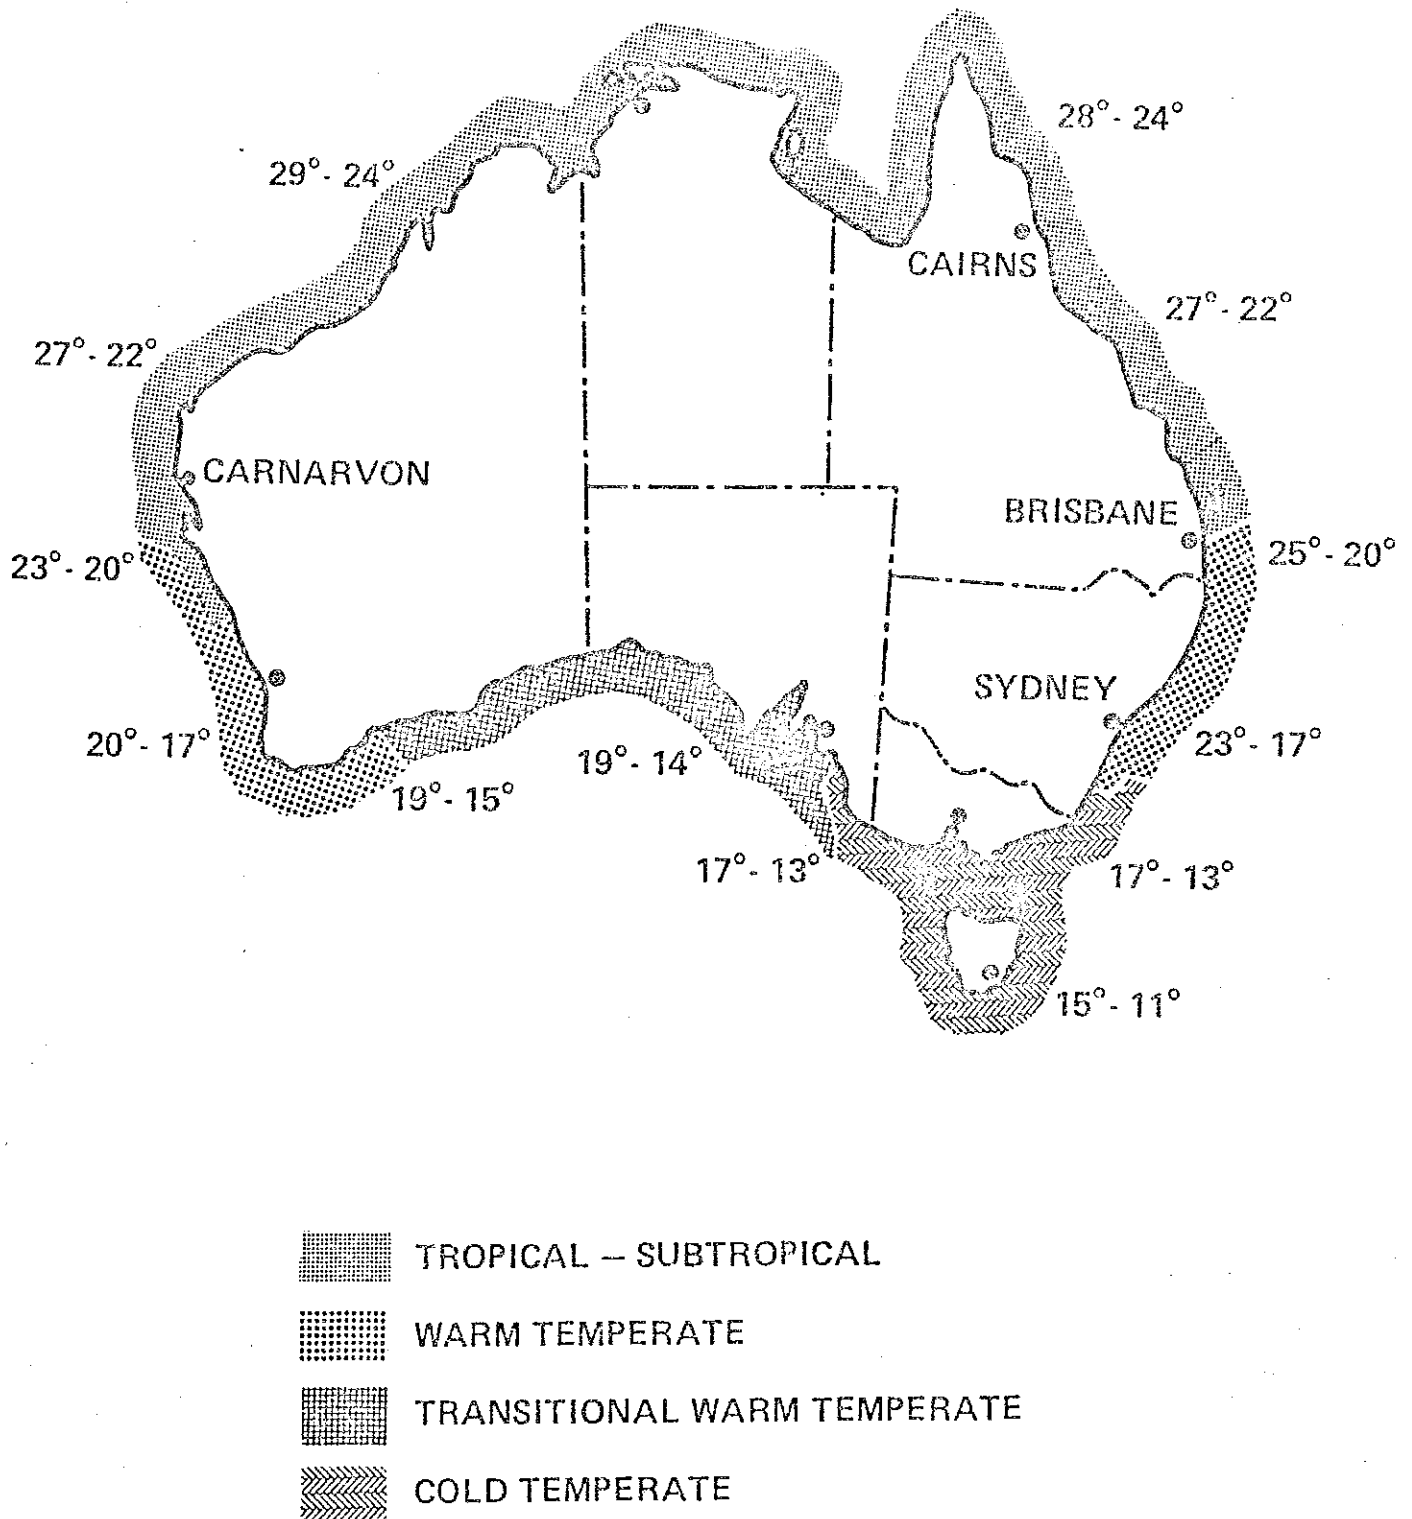 28°- 24°
29°- 24°
CAIRNS
27°- 22°
27°- 22°
CARNARVON
BRISBANE
23°- 20°
25°- 20°
SYDNEY
20°- 17°
23°- 17°
19°- 14°
19°- 15°
17°- 13°
17°- 13°
15°- 11°
TROPICAL – SUBTROPICAL
WARM TEMPERATE
TRANSITIONAL WARM TEMPERATE
COLD TEMPERATE